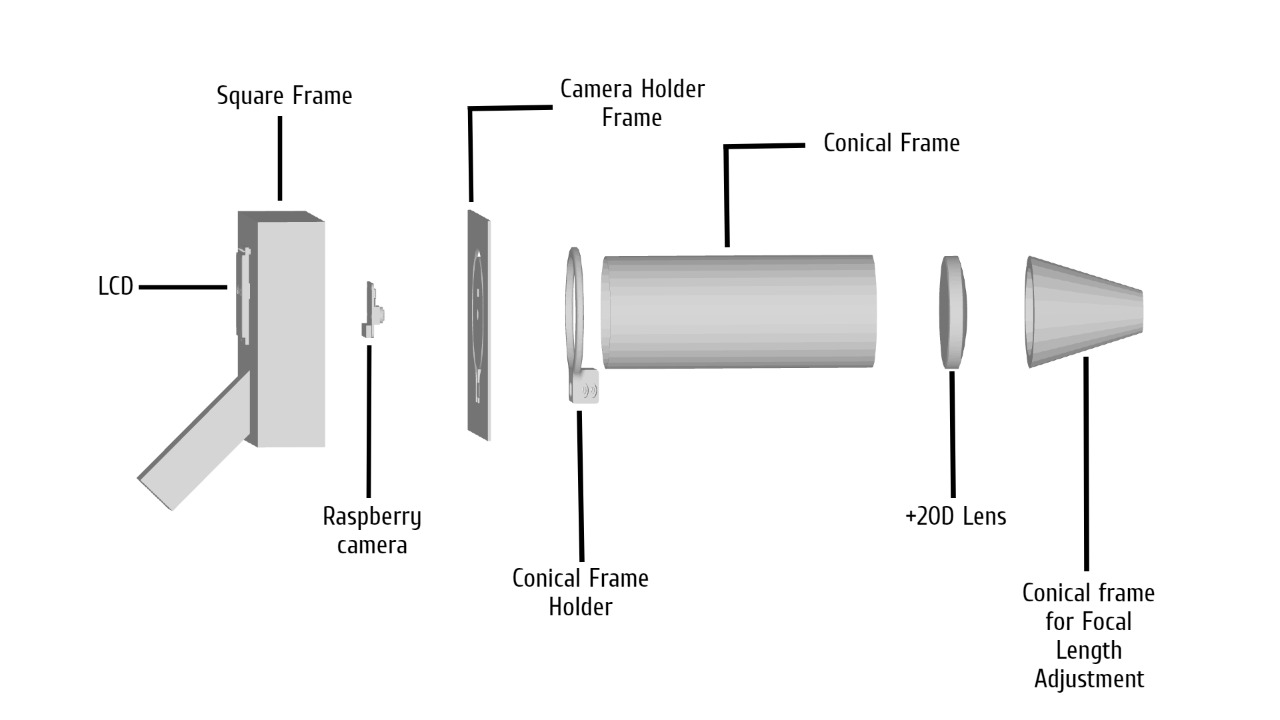 Camera Holder
Frame
Square Frame
Conical Frame
LCD
Raspberry
camera
+20D Lens
Conical Frame
Holder
Conical frame
for Focal
Length
Adjustment